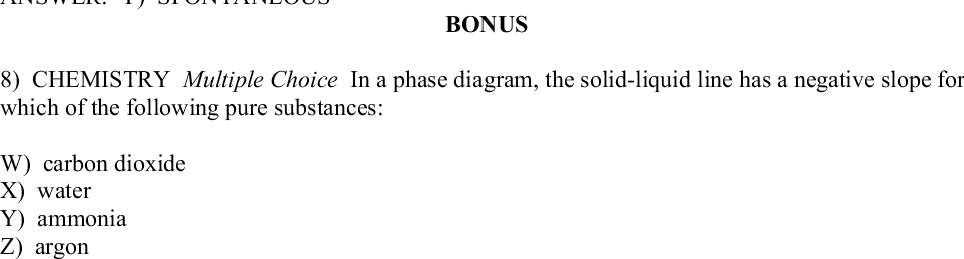 ANSWER: Y) SPONTANEOUS
BONUS
8) CHEMISTRY Multiple Choice In a phase diagram, the solid-liquid line has a negative slope for
which of the following pure substances:
W) carbon dioxide
X) water
Y) ammonia
Z) argon